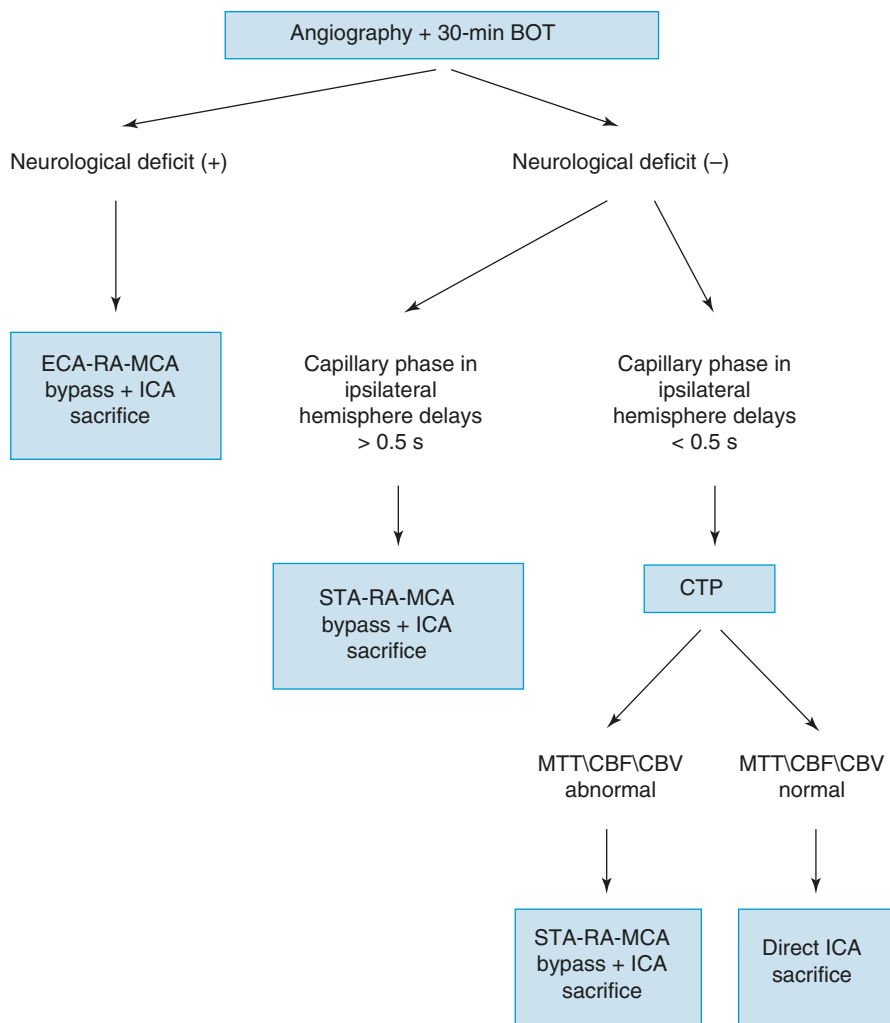 Angiography + 30-min BOT
Neurological deficit (+)
Neurological deficit (–)
ECA-RA-MCA
bypass + ICA
sacrifice
Capillary phase in
ipsilateral
hemisphere delays
> 0.5 s
Capillary phase in
ipsilateral
hemisphere delays
< 0.5 s
STA-RA-MCA
bypass + ICA
sacrifice
CTP
MTT\CBF\CBV
abnormal
MTT\CBF\CBV
normal
STA-RA-MCA
bypass + ICA
sacrifice
Direct ICA
sacrifice